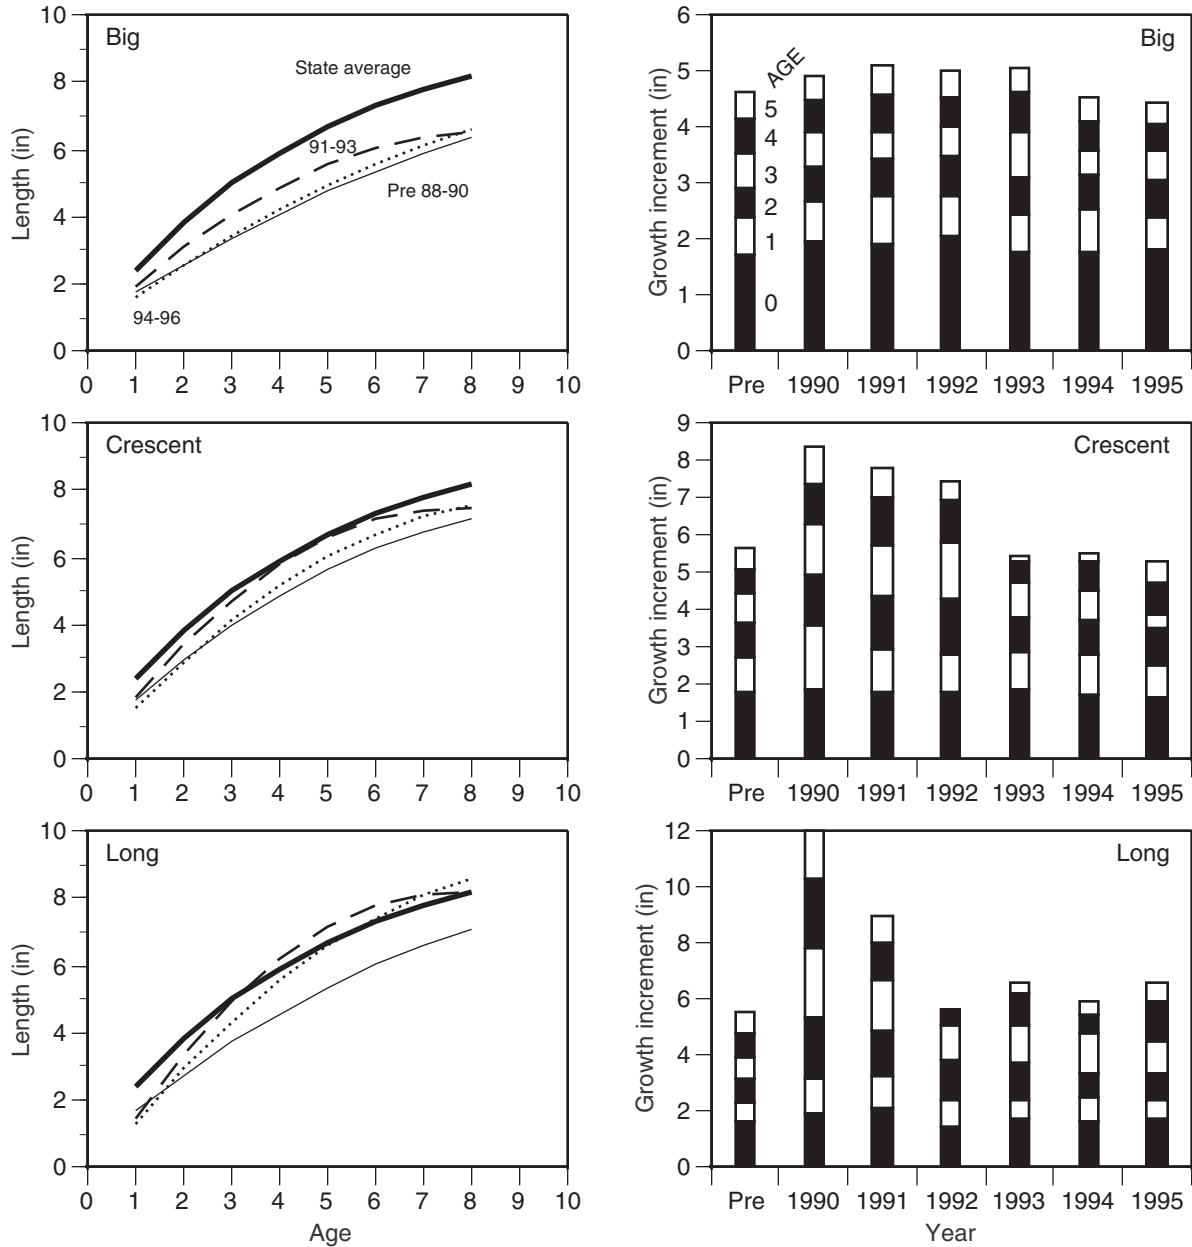 Big
State average
91-93
Pre 88-90
94-96
Length (in)
10
8
6
4
2
0
0 1 2 3 4 5 6 7 8 9 10
Big
AGE
5
4
3
2
1
0
Growth increment (in)
6
5
4
3
2
1
0
Pre 1990 1991 1992 1993 1994 1995
Crescent
Length (in)
10
8
6
4
2
0
0 1 2 3 4 5 6 7 8 9 10
Crescent
Growth increment (in)
9
8
7
6
5
4
3
2
1
0
Pre 1990 1991 1992 1993 1994 1995
Long
Length (in)
10
8
6
4
2
0
0 1 2 3 4 5 6 7 8 9 10
Age
Long
Growth increment (in)
12
10
8
6
4
2
0
Pre 1990 1991 1992 1993 1994 1995
Year